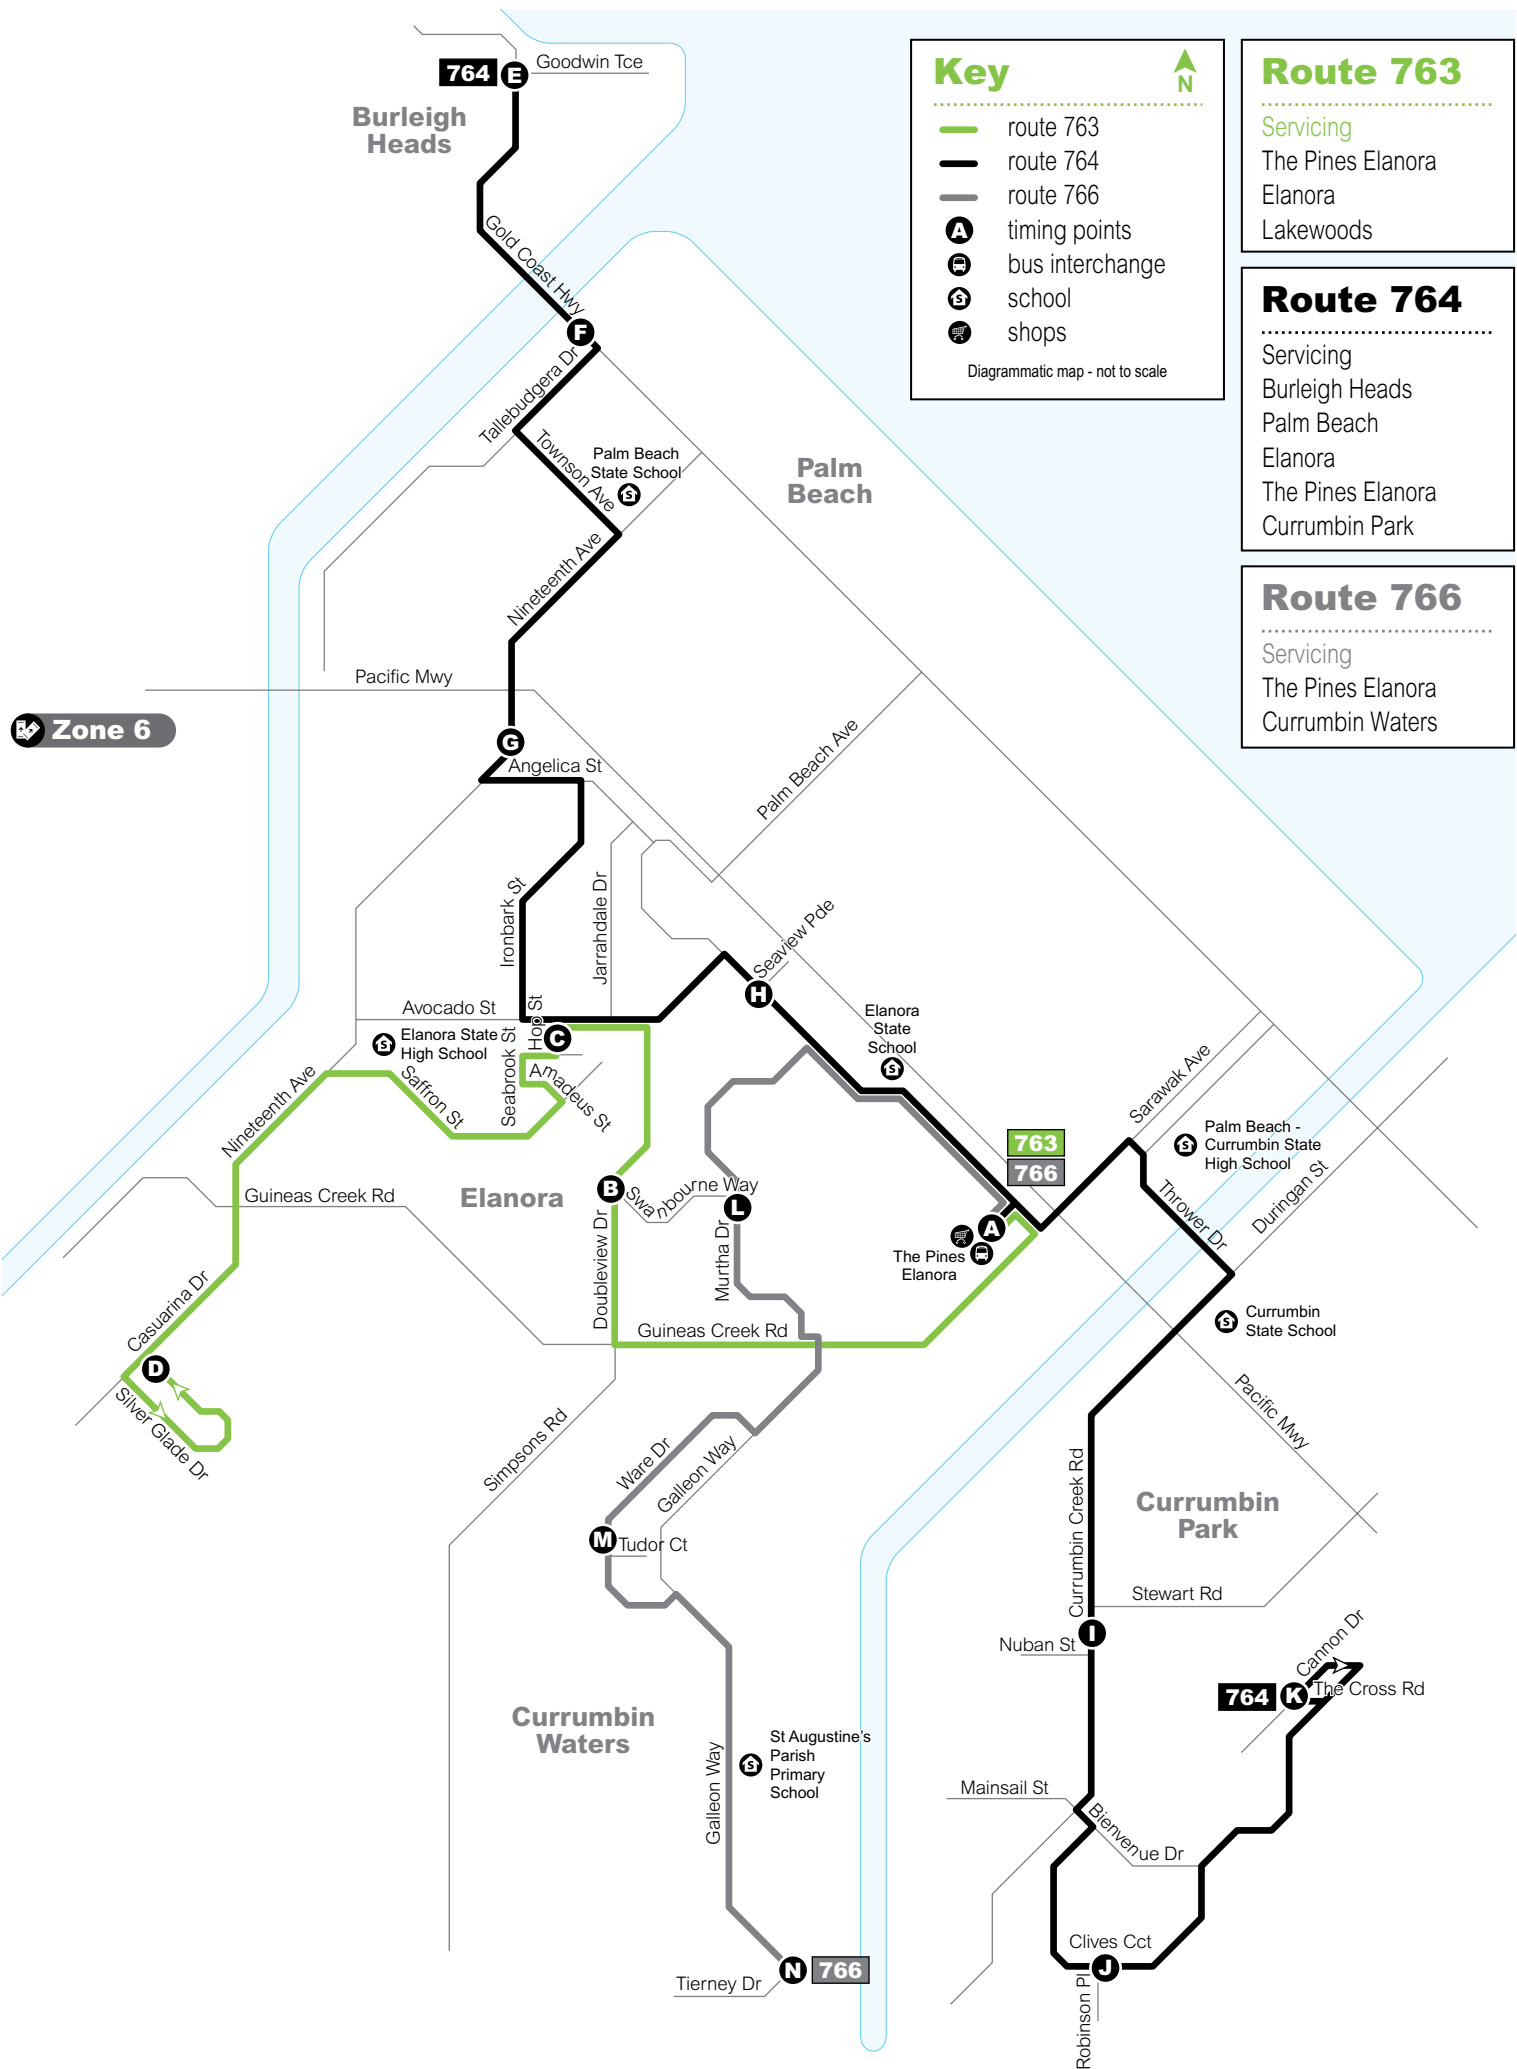 764
E
Goodwin Tce
Burleigh
Heads
Gold Coast Hwy
F
Tallebudgera Dr
Townson Ave
Palm Beach
State School
S
Nineteenth Ave
Palm
Beach
Pacific Mwy
Zone 6
G
Angelica St
Palm Beach Ave
Ironbark St
Jarrahdale Dr
Seaview Pde
H
Avocado St
Hop St
C
S
Elanora State
High School
Seabrook St
Amadeus St
Saffron St
Nineteenth Ave
Elanora
State
School
S
Sarawak Ave
763
766
S
Palm Beach -
Currumbin State
High School
Duringan St
Thrower Dr
Guineas Creek Rd
Elanora
B
Swanbourne Way
L
Doubleview Dr
Murtha Dr
A
The Pines
Elanora
Guineas Creek Rd
S
Currumbin
State School
Casuarina Dr
D
Silver Glade Dr
Simpsons Rd
Ware Dr
Galleon Way
M
Tudor Ct
Pacific Mwy
Currumbin Creek Rd
Currumbin
Park
Stewart Rd
I
Nuban St
Cannon Dr
764
K
The Cross Rd
Currumbin
Waters
Galleon Way
S
St Augustine's
Parish
Primary
School
Mainsail St
Bienvenue Dr
Clives Cct
J
Robinson Pl
N
766
Tierney Dr
Key
N
route 763
route 764
route 766
A
timing points
bus interchange
S
school
shops
Diagrammatic map - not to scale
Route 763
Servicing
The Pines Elanora
Elanora
Lakewoods
Route 764
Servicing
Burleigh Heads
Palm Beach
Elanora
The Pines Elanora
Currumbin Park
Route 766
Servicing
The Pines Elanora
Currumbin Waters